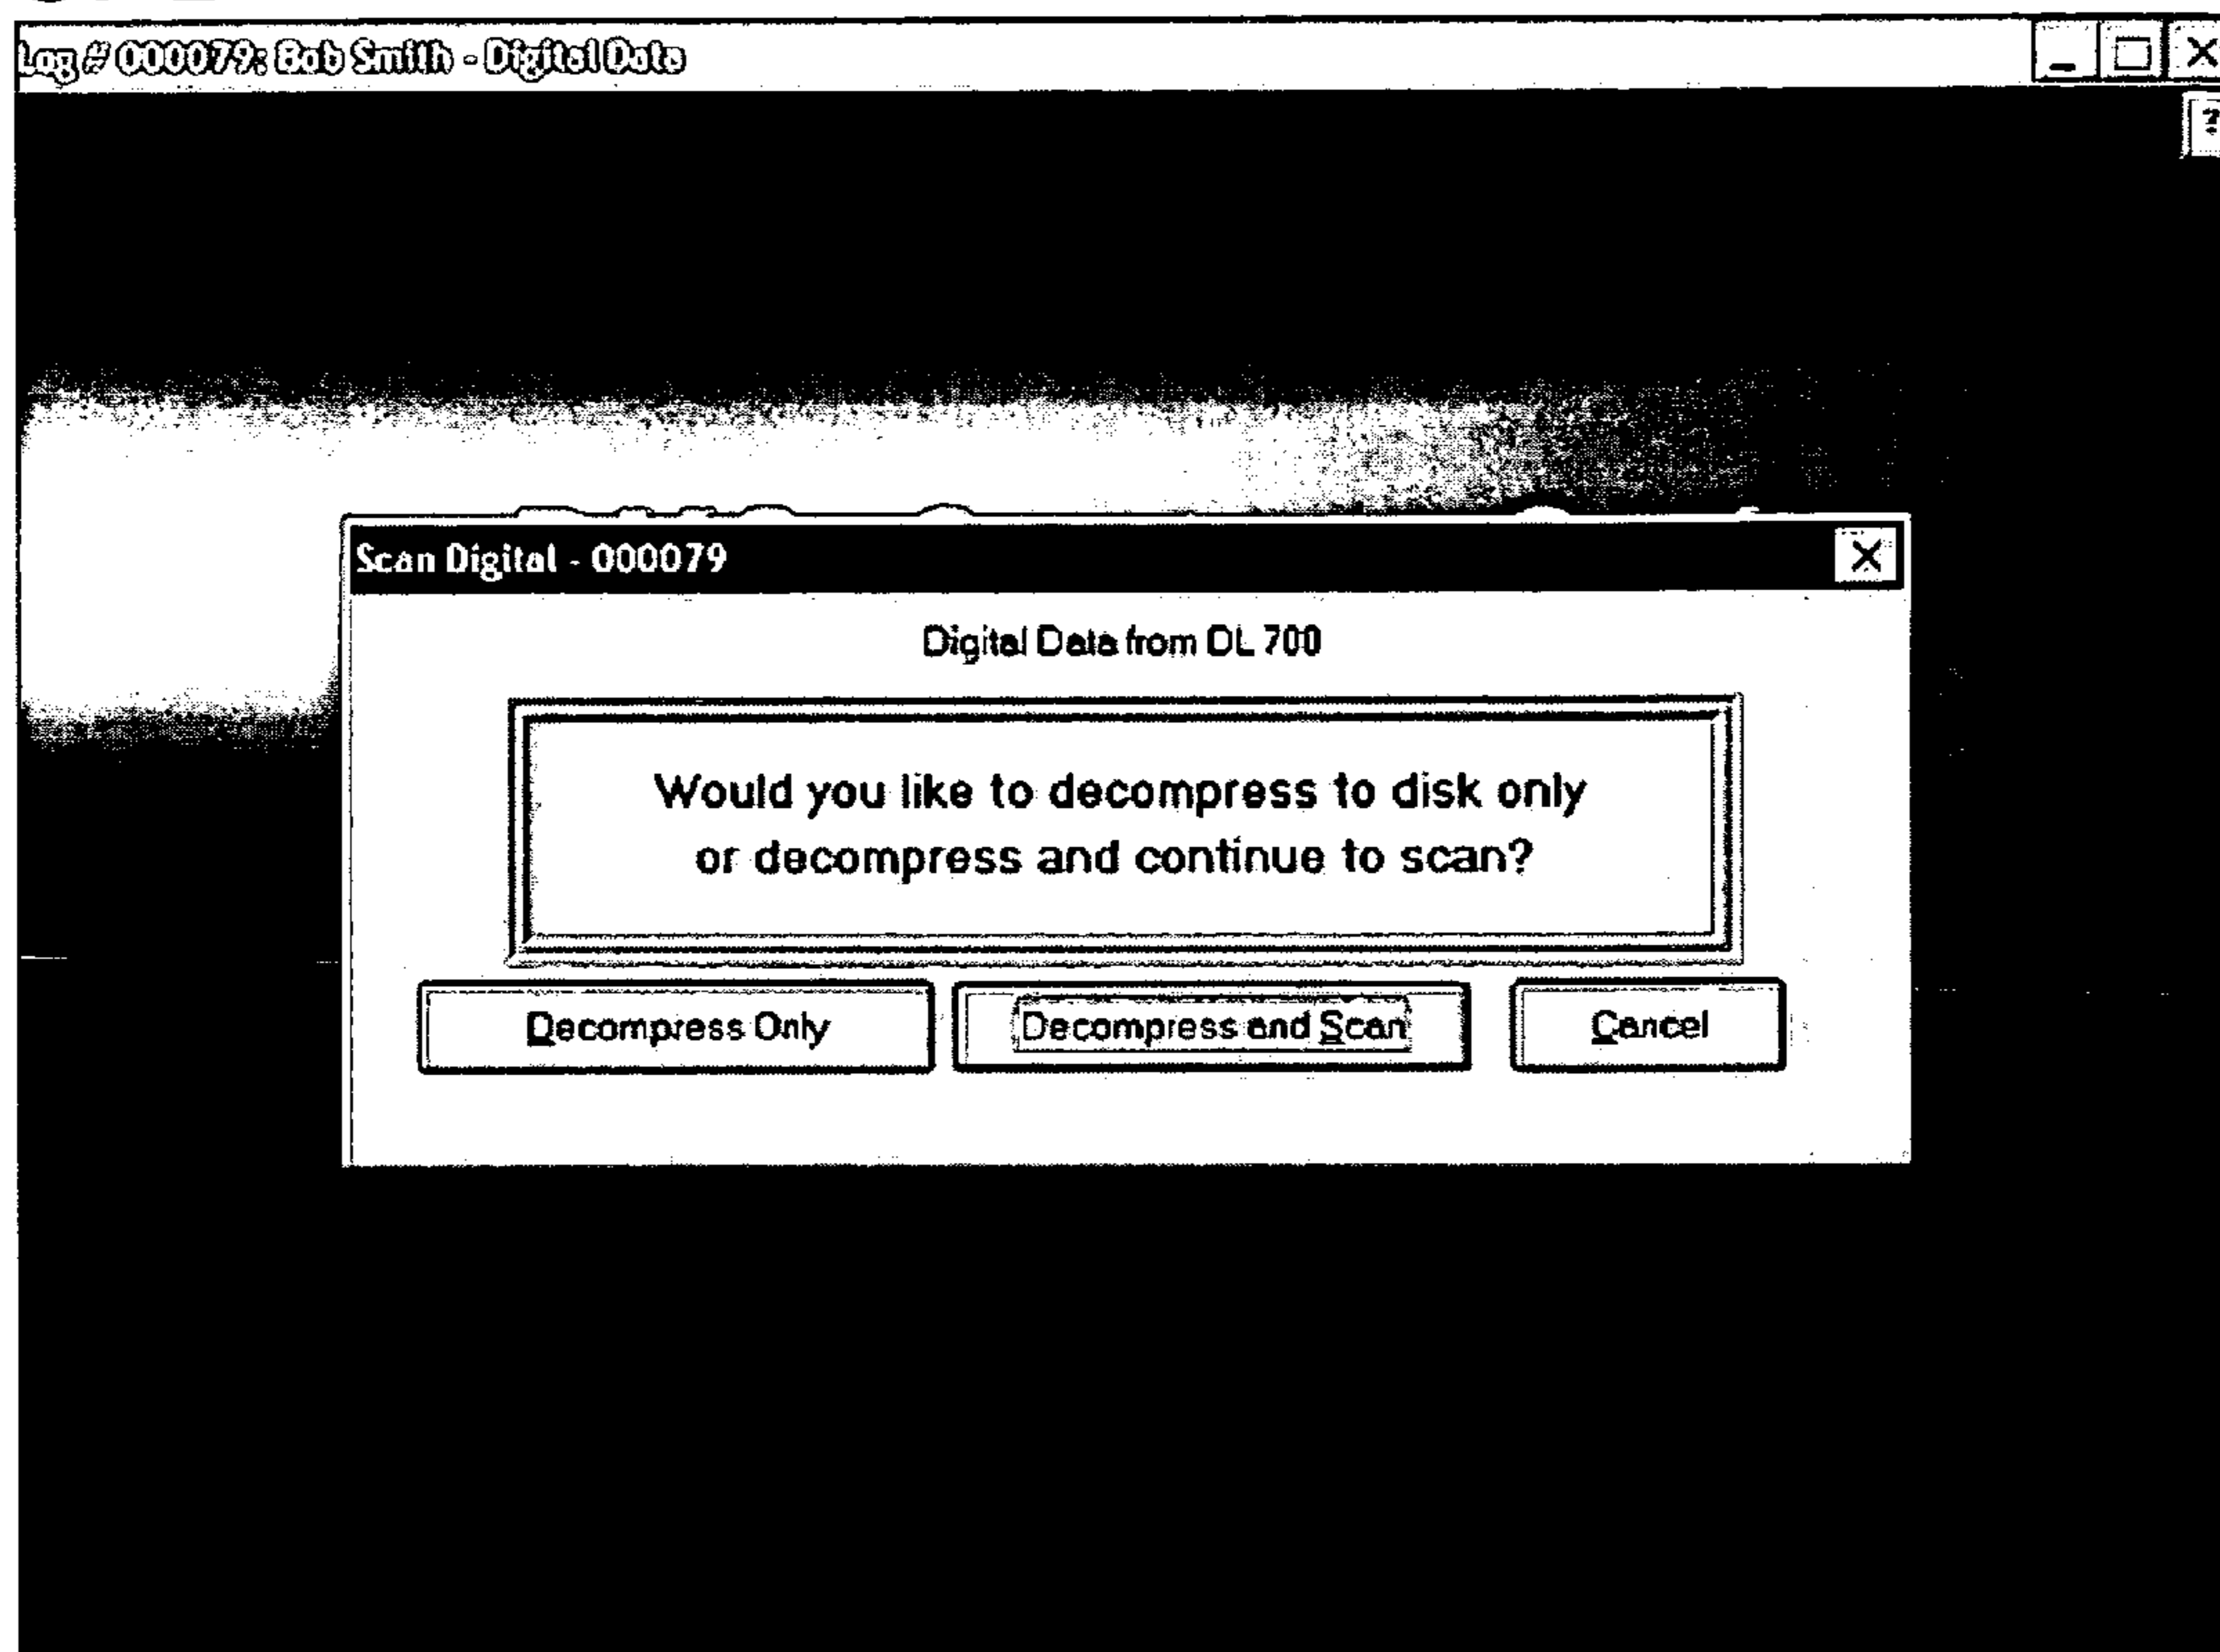 Log # 000079: Bob Smith - Digital Data
?
Scan Digital - 000079
Digital Data from DL 700
Would you like to decompress to disk only
or decompress and continue to scan?
Decompress Only Decompress and Scan Cancel